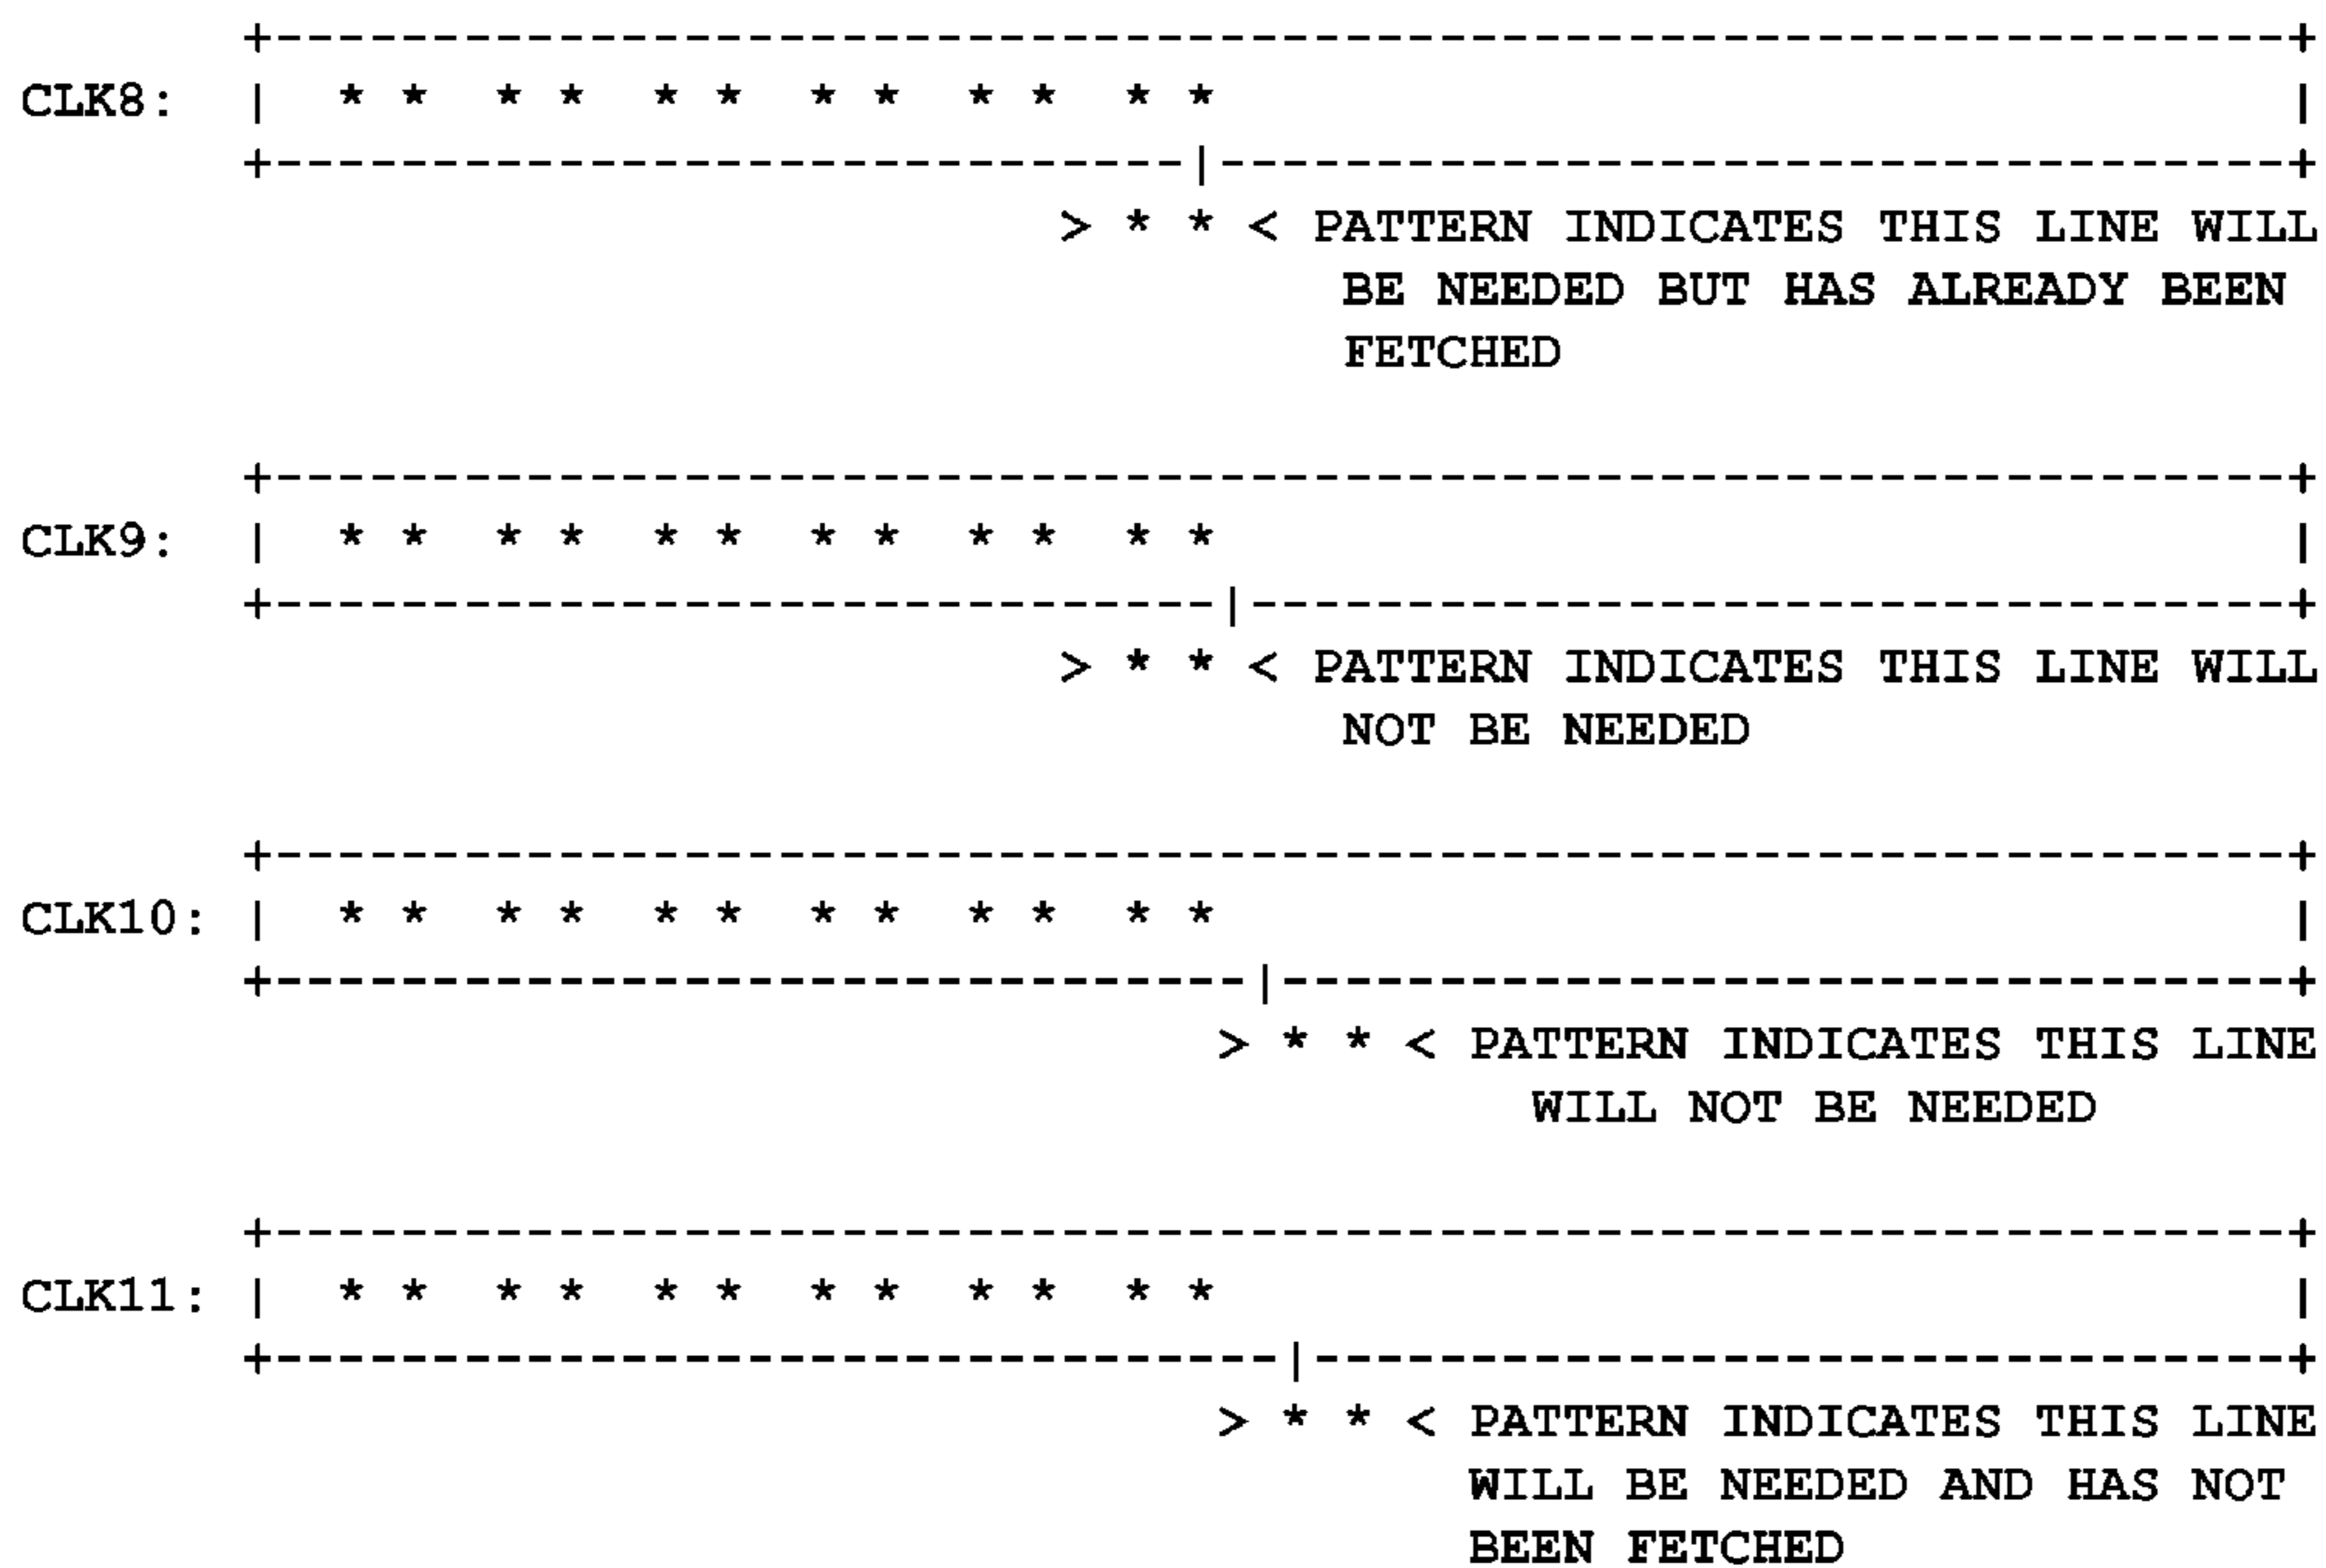 +----------------------------------------------------------------+
CLK8:  |  * *  * *  * *  * *  * *  * *                                  |
       +-----------------------------|----------------------------------+
                                 > * * < PATTERN INDICATES THIS LINE WILL
                                          BE NEEDED BUT HAS ALREADY BEEN
                                          FETCHED

       +----------------------------------------------------------------+
CLK9:  |  * *  * *  * *  * *  * *  * *                                  |
       +------------------------------|---------------------------------+
                                 > * * < PATTERN INDICATES THIS LINE WILL
                                          NOT BE NEEDED

       +----------------------------------------------------------------+
CLK10: |  * *  * *  * *  * *  * *  * *                                  |
       +-------------------------------|--------------------------------+
                                      > * * < PATTERN INDICATES THIS LINE
                                                WILL NOT BE NEEDED

       +----------------------------------------------------------------+
CLK11: |  * *  * *  * *  * *  * *  * *                                  |
       +--------------------------------|-------------------------------+
                                      > * * < PATTERN INDICATES THIS LINE
                                              WILL BE NEEDED AND HAS NOT
                                              BEEN FETCHED